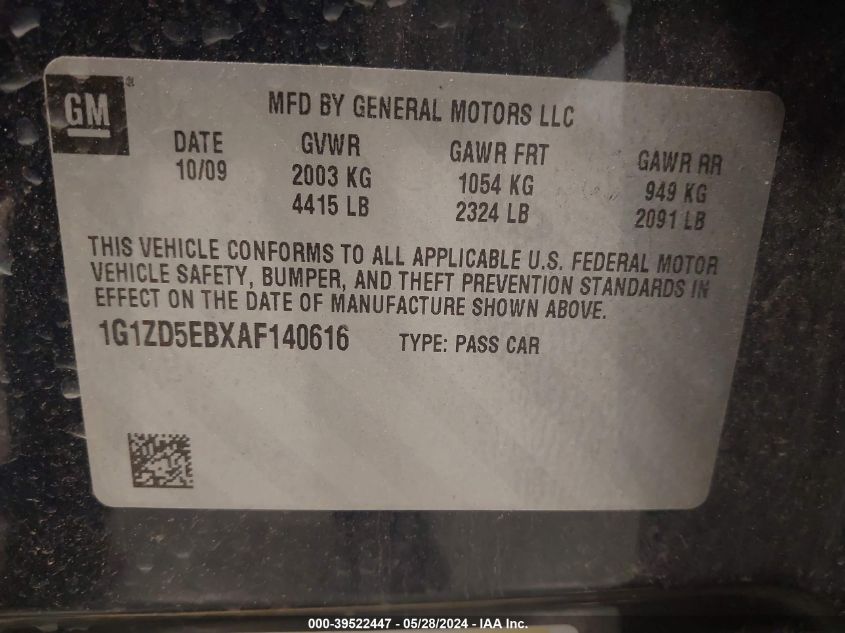 GM®
MFD BY GENERAL MOTORS LLC
DATE GVWR GAWR FRT GAWR RR
10/09 2003 KG 1054 KG 949 KG
4415 LB 2324 LB 2091 LB
THIS VEHICLE CONFORMS TO ALL APPLICABLE U.S. FEDERAL MOTOR
VEHICLE SAFETY, BUMPER, AND THEFT PREVENTION STANDARDS IN
EFFECT ON THE DATE OF MANUFACTURE SHOWN ABOVE.
1G1ZD5EBXAF140616 TYPE: PASS CAR
000-39522447 - 05/28/2024 - IAA Inc.